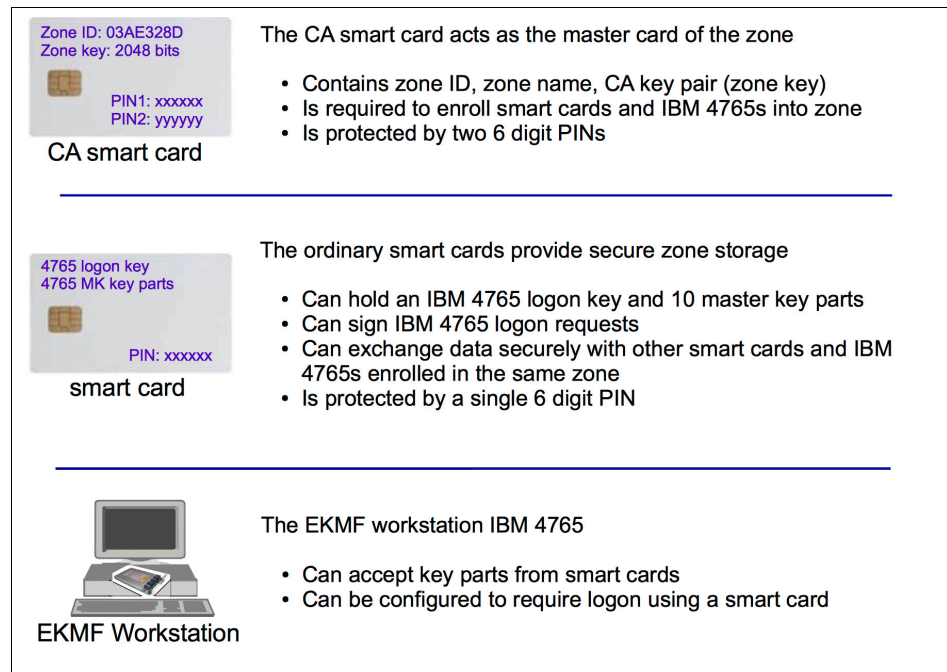 Zone ID: 03AE328D
Zone key: 2048 bits
PIN1: xxxxxx
PIN2: yyyyyy
CA smart card
The CA smart card acts as the master card of the zone
• Contains zone ID, zone name, CA key pair (zone key)
• Is required to enroll smart cards and IBM 4765s into zone
• Is protected by two 6 digit PINs
4765 logon key
4765 MK key parts
PIN: xxxxxx
smart card
The ordinary smart cards provide secure zone storage
• Can hold an IBM 4765 logon key and 10 master key parts
• Can sign IBM 4765 logon requests
• Can exchange data securely with other smart cards and IBM
4765s enrolled in the same zone
• Is protected by a single 6 digit PIN
EKMF Workstation
The EKMF workstation IBM 4765
• Can accept key parts from smart cards
• Can be configured to require logon using a smart card